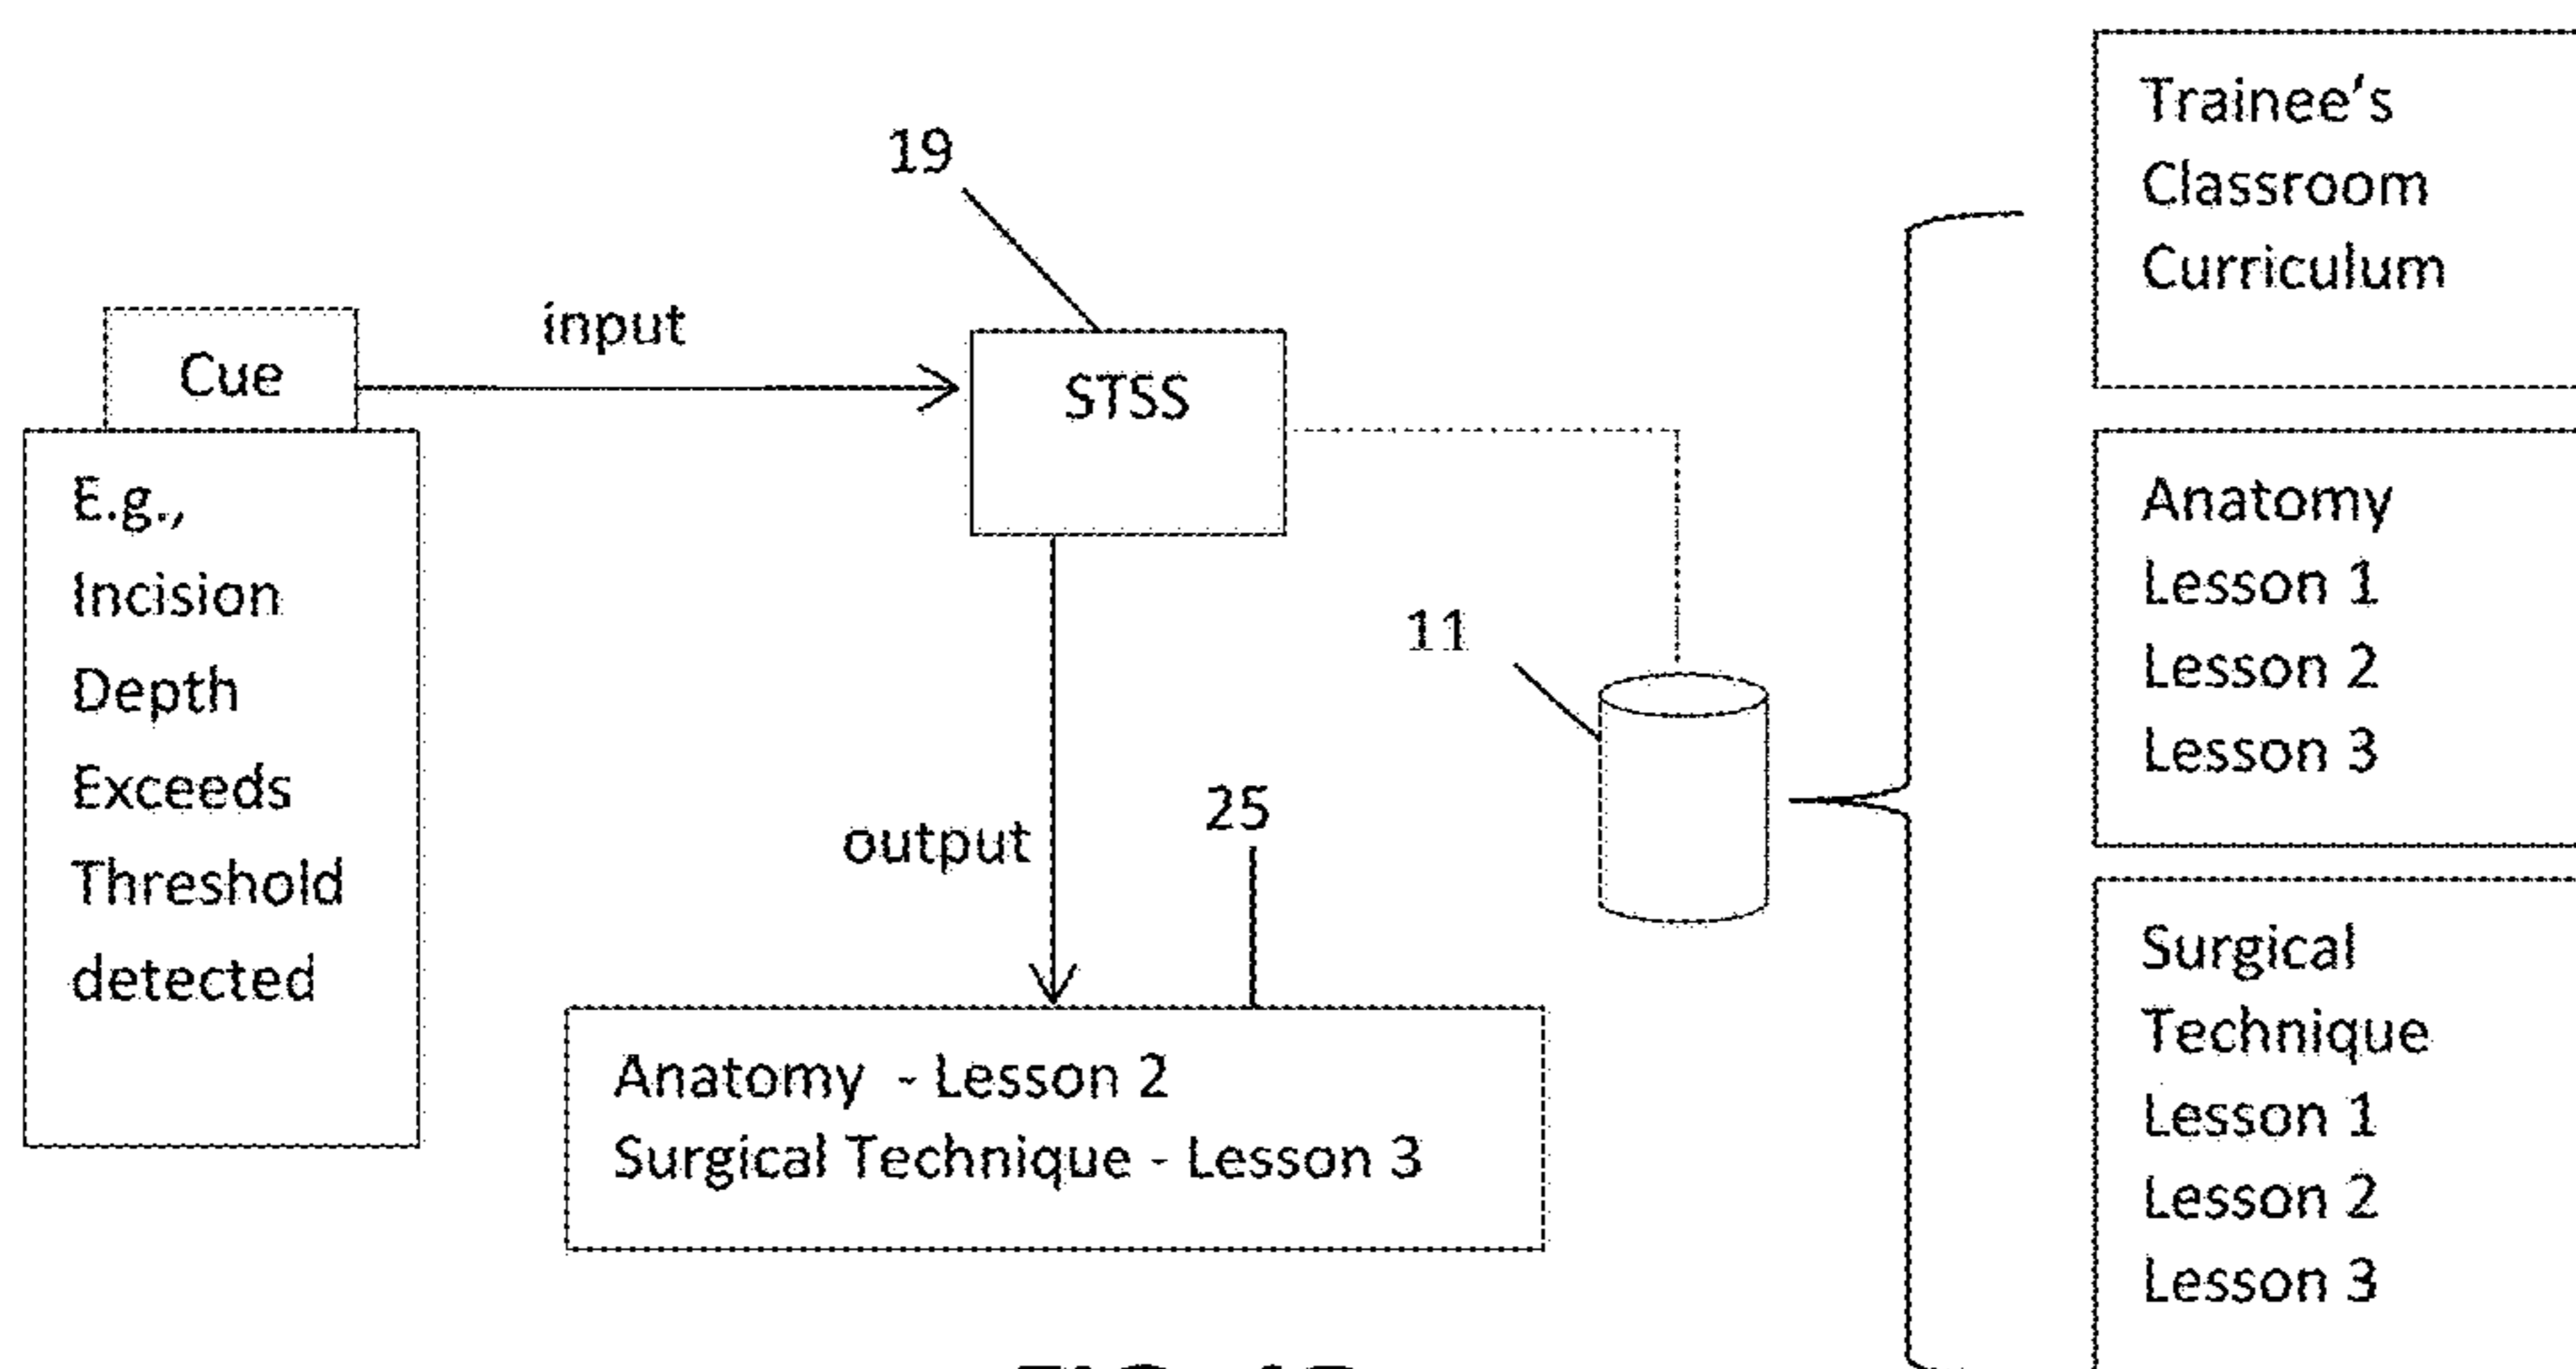 19
input
Cue
STSS
E.g.,
Incision
Depth
Exceeds
Threshold
detected
output
25
11
Anatomy - Lesson 2
Surgical Technique - Lesson 3
Trainee's
Classroom
Curriculum
Anatomy
Lesson 1
Lesson 2
Lesson 3
Surgical
Technique
Lesson 1
Lesson 2
Lesson 3